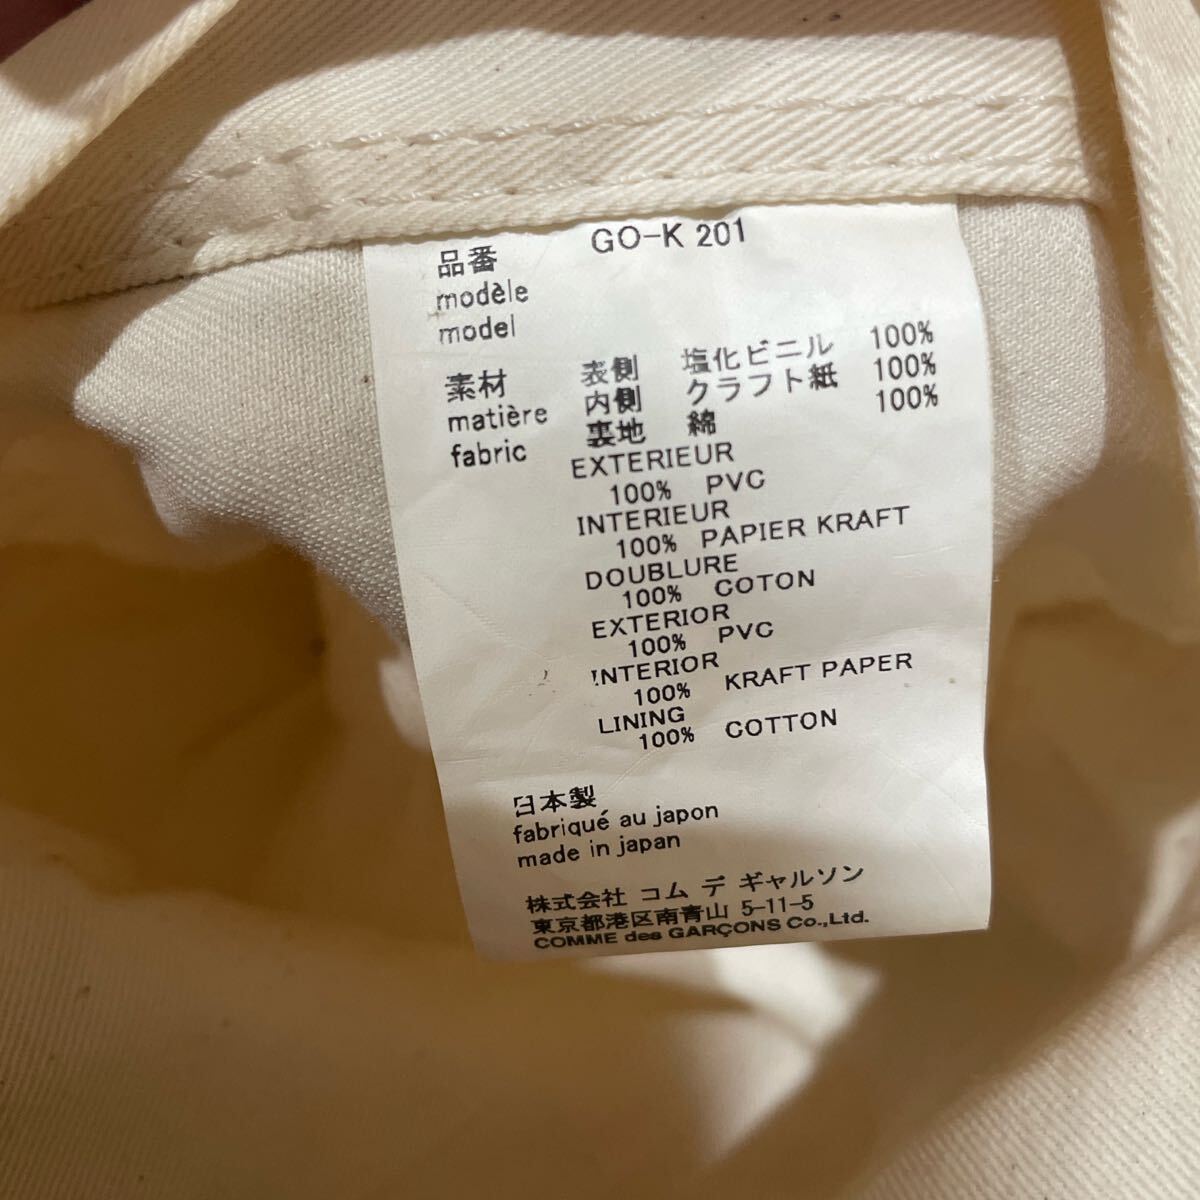 品番 GO-K 201
modèle
model
素材 表側 塩化ビニル 100%
matière 内側 クラフト紙 100%
fabric 裏地 綿 100%
EXTERIEUR
100% PVC
INTERIEUR
100% PAPIER KRAFT
DOUBLURE
100% COTON
EXTERIOR
100% PVC
INTERIOR
100% KRAFT PAPER
LINING
100% COTTON
日本製
fabriqué au japon
made in japan
株式会社 コム デ ギャルソン
東京都港区南青山 5-11-5
COMME des GARÇONS Co.,Ltd.